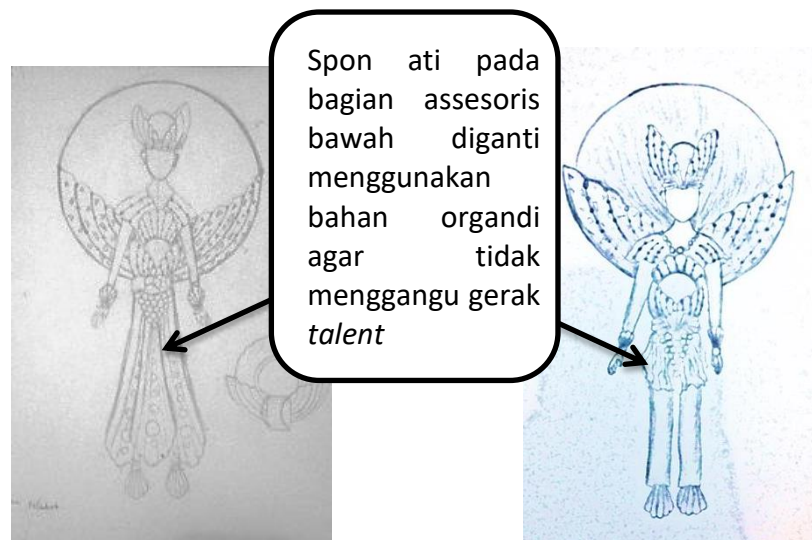 Spon ati pada
bagian assesoris
bawah diganti
menggunakan
bahan organdi
agar tidak
menggangu gerak
talent